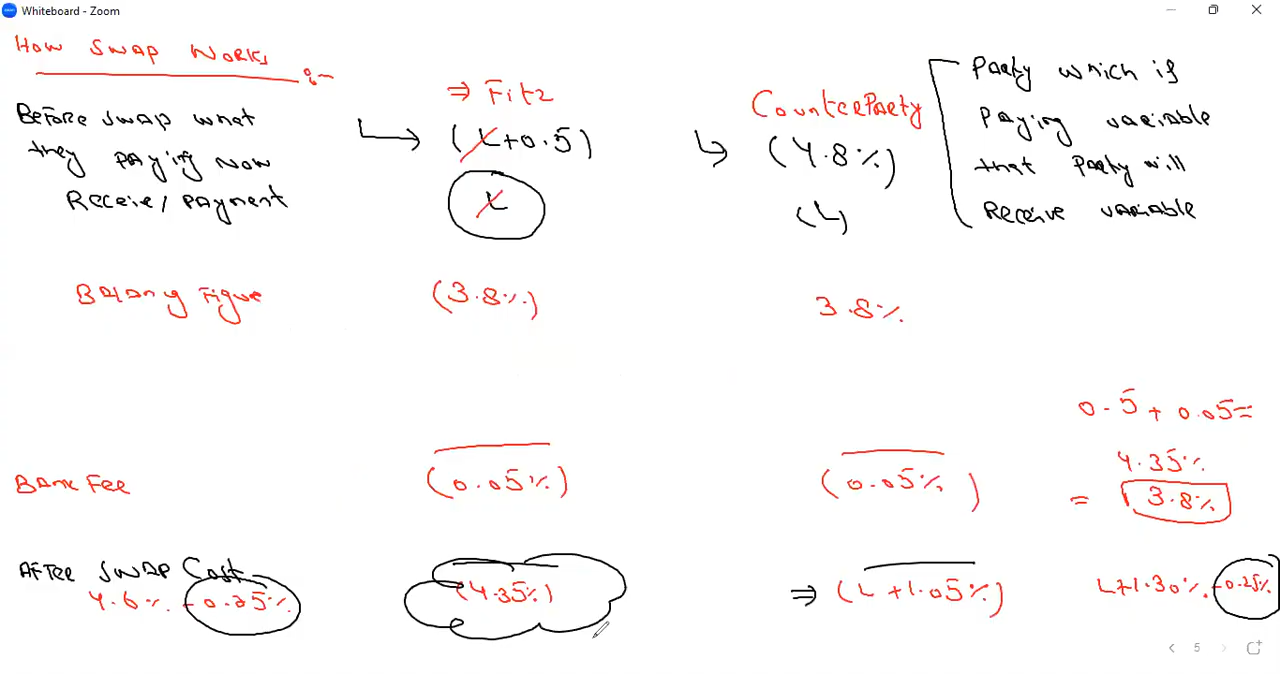 Whiteboard - Zoom
How Swap Works :-
Before swap what they paying now
⇒ Fitz
(L+0.5)
CounterParty
(4.8%)
Party which is
Paying variable
that Party will
Receive variable
Receive/Payment
L
(L)
Figure
(3.8%)
3.8%
0.5 + 0.05 =
4.35%
= 3.8%
Bank Fee
(0.05%)
(0.05%)
After Swap Cost
4.6% - 0.25%
(4.35%)
⇒ (L + 1.05%)
L+1.30% - 0.25%
5